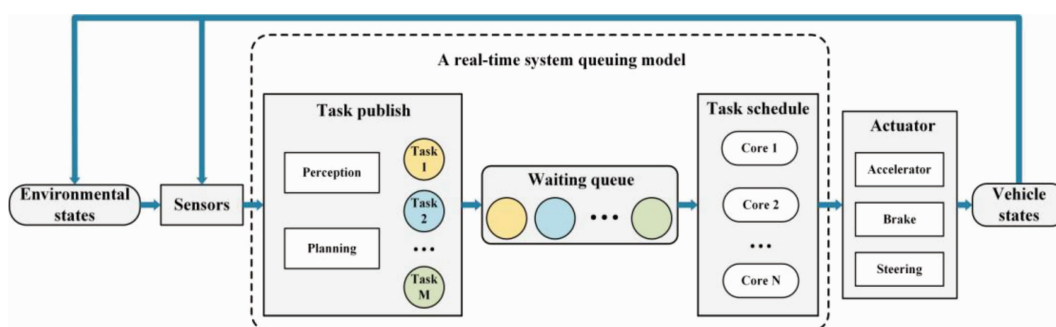 A real-time system queuing model
Environmental
states
Sensors
Task publish
Perception
Planning
Task
1
Task
2
...
Task
M
Waiting queue
...
Task schedule
Core 1
Core 2
...
Core N
Actuator
Accelerator
Brake
Steering
Vehicle
states